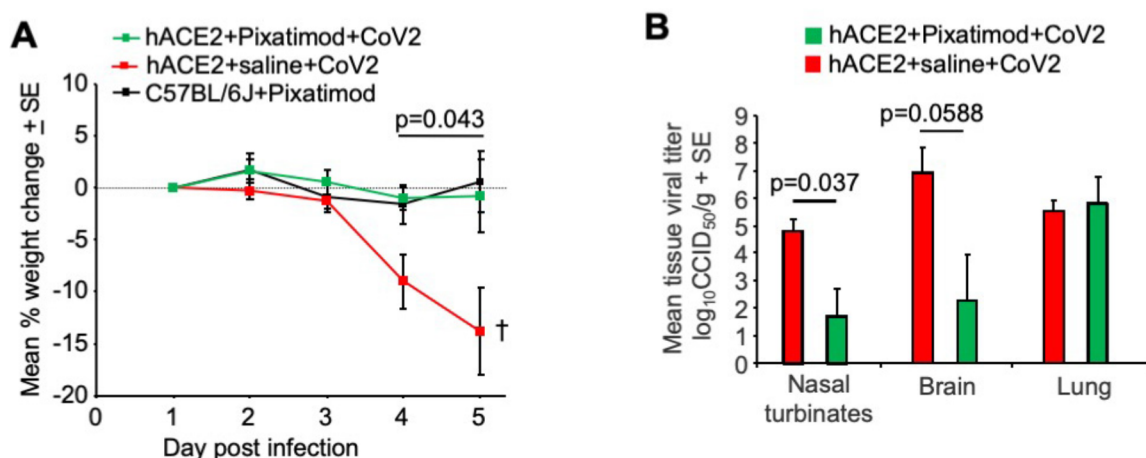 A
hACE2+Pixatimod+CoV2
hACE2+saline+CoV2
C57BL/6J+Pixatimod
p=0.043
Mean % weight change ± SE
10
5
0
-5
-10
-15
-20
†
0 1 2 3 4 5
Day post infection
B
hACE2+Pixatimod+CoV2
hACE2+saline+CoV2
p=0.0588
p=0.037
Mean tissue viral titer
log₁₀CCID₅₀/g + SE
9
8
7
6
5
4
3
2
1
0
Nasal
turbinates
Brain
Lung